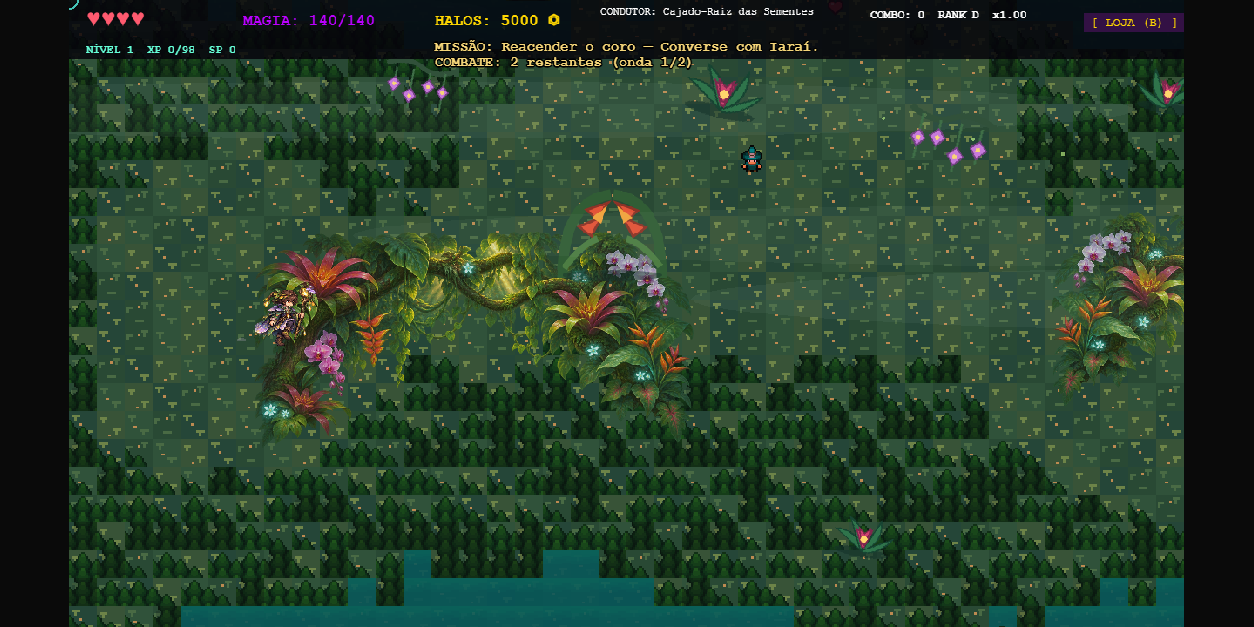 MAGIA: 140/140
HALOS: 5000
CONDUTOR: Cajado-Raiz das Sementes
COMBO: 0 RANK D x1.00
[ LOJA (B) ]
NÍVEL 1 XP 0/98 SP 0
MISSÃO: Reacender o coro — Converse com Iaraí.
COMBATE: 2 restantes (onda 1/2)